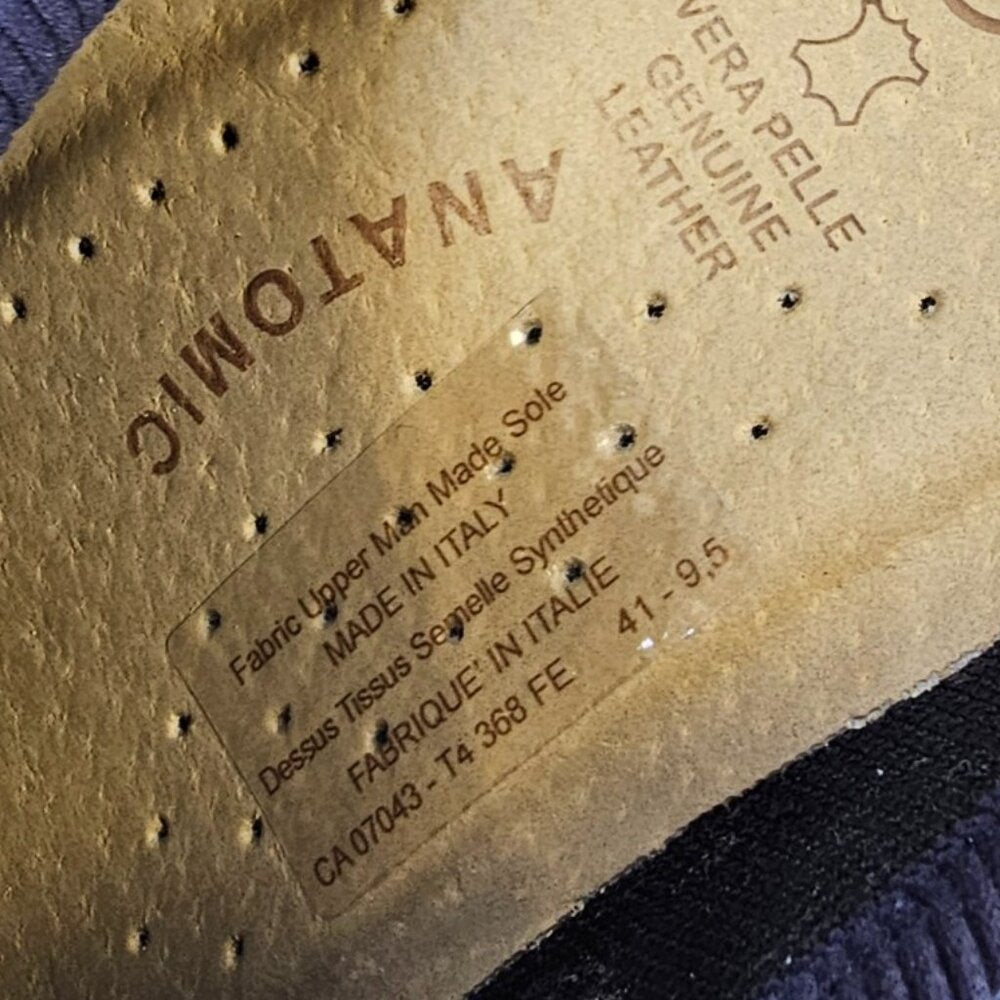 VERA PELLE
GENUINE
LEATHER
ANATOMIC
Fabric Upper Man Made Sole
MADE IN ITALY
Dessus Tissus Semelle Synthetique
FABRIQUE' IN ITALIE
CA 07043 - T4 368 FE 41 - 9,5